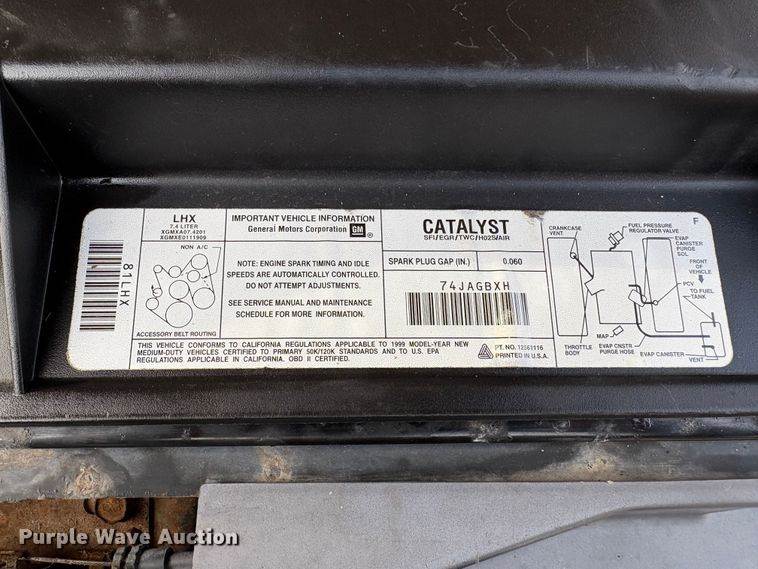 81LHX
LHX
7.4 LITER
XGMXA07.4201
XGMXE0111909
NON A/C
ACCESSORY BELT ROUTING
IMPORTANT VEHICLE INFORMATION
General Motors Corporation GM
NOTE: ENGINE SPARK TIMING AND IDLE
SPEEDS ARE AUTOMATICALLY CONTROLLED.
DO NOT ATTEMPT ADJUSTMENTS.
SEE SERVICE MANUAL AND MAINTENANCE
SCHEDULE FOR MORE INFORMATION.
CATALYST
SFI/EGR/TWC/HO2S/AIR
SPARK PLUG GAP (IN.) 0.060
74JAGBXH
CRANKCASE
VENT
FUEL PRESSURE
REGULATOR VALVE
F
EVAP
CANISTER
PURGE
SOL
FRONT
OF
VEHICLE
PCV
TO FUEL
TANK
MAP
THROTTLE
BODY
EVAP CNSTR
PURGE HOSE
EVAP CANISTER
VENT
THIS VEHICLE CONFORMS TO CALIFORNIA REGULATIONS APPLICABLE TO 1999 MODEL-YEAR NEW
MEDIUM-DUTY VEHICLES CERTIFIED TO PRIMARY 50K/120K STANDARDS AND TO U.S. EPA
REGULATIONS APPLICABLE IN CALIFORNIA. OBD II CERTIFIED.
PT. NO. 12563116
PRINTED IN U.S.A.
Purple Wave Auction®